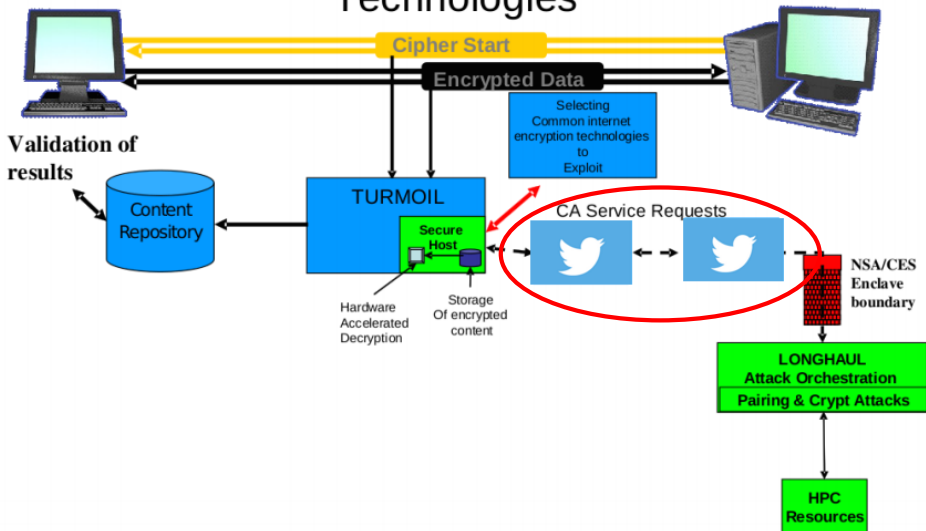 Technologies
Cipher Start
Encrypted Data
Selecting
Common internet
encryption technologies
to
Exploit
Validation of
results
Content
Repository
TURMOIL
Secure
Host
CA Service Requests
NSA/CES
Enclave
boundary
Hardware
Accelerated
Decryption
Storage
Of encrypted
content
LONGHAUL
Attack Orchestration
Pairing & Crypt Attacks
HPC
Resources